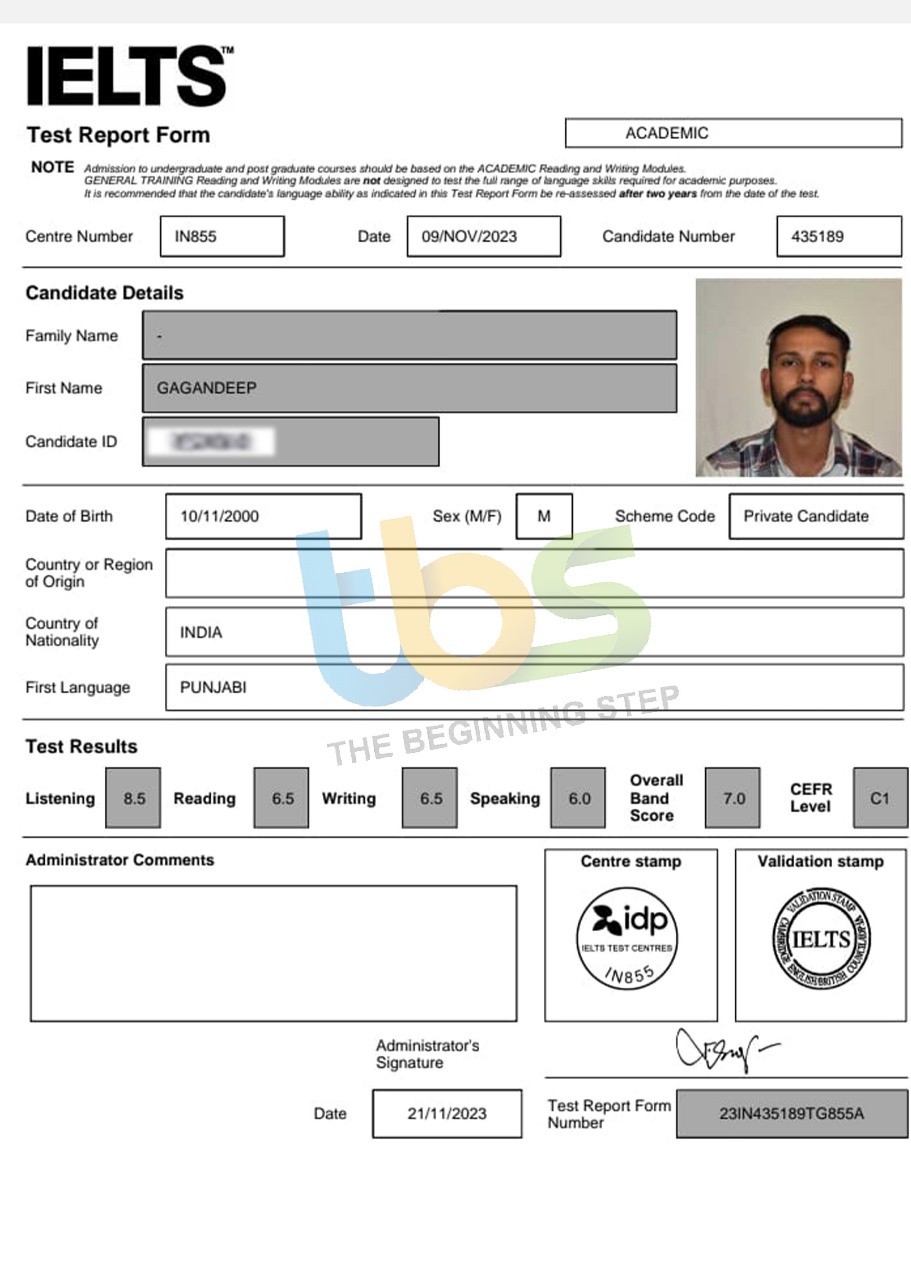 IELTS™
Test Report Form
ACADEMIC
NOTE Admission to undergraduate and post graduate courses should be based on the ACADEMIC Reading and Writing Modules.
GENERAL TRAINING Reading and Writing Modules are not designed to test the full range of language skills required for academic purposes.
It is recommended that the candidate's language ability as indicated in this Test Report Form be re-assessed after two years from the date of the test.
Centre Number IN855 Date 09/NOV/2023 Candidate Number 435189
Candidate Details
Family Name -
First Name GAGANDEEP
Candidate ID
Date of Birth 10/11/2000 Sex (M/F) M Scheme Code Private Candidate
Country or Region
of Origin
Country of
Nationality INDIA
First Language PUNJABI
tbs
THE BEGINNING STEP
Test Results
Listening 8.5 Reading 6.5 Writing 6.5 Speaking 6.0 Overall Band Score 7.0 CEFR Level C1
Administrator Comments
Centre stamp
idp
IELTS TEST CENTRES
IN855
Validation stamp
VALIDATION STAMP
IELTS
CAMBRIDGE ENGLISH BRITISH COUNCIL IDP:IA
Administrator's
Signature
Date 21/11/2023
Test Report Form
Number 23IN435189TG855A